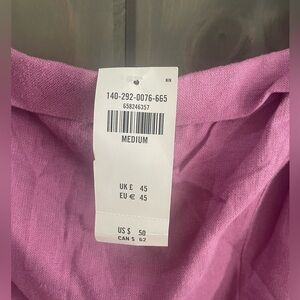 140-292-0076-665
658246357
MEDIUM
UK £ 45
EU € 45
US $ 50
CAN $ 62